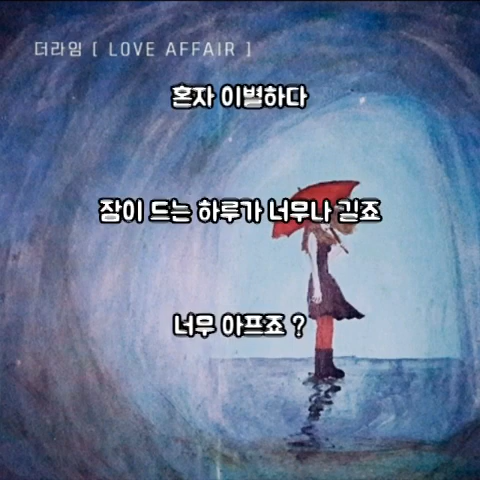 더라임 [ LOVE AFFAIR ]
혼자 이별하다
잠이 드는 하루가 너무나 긷죠
너무 아프죠 ?